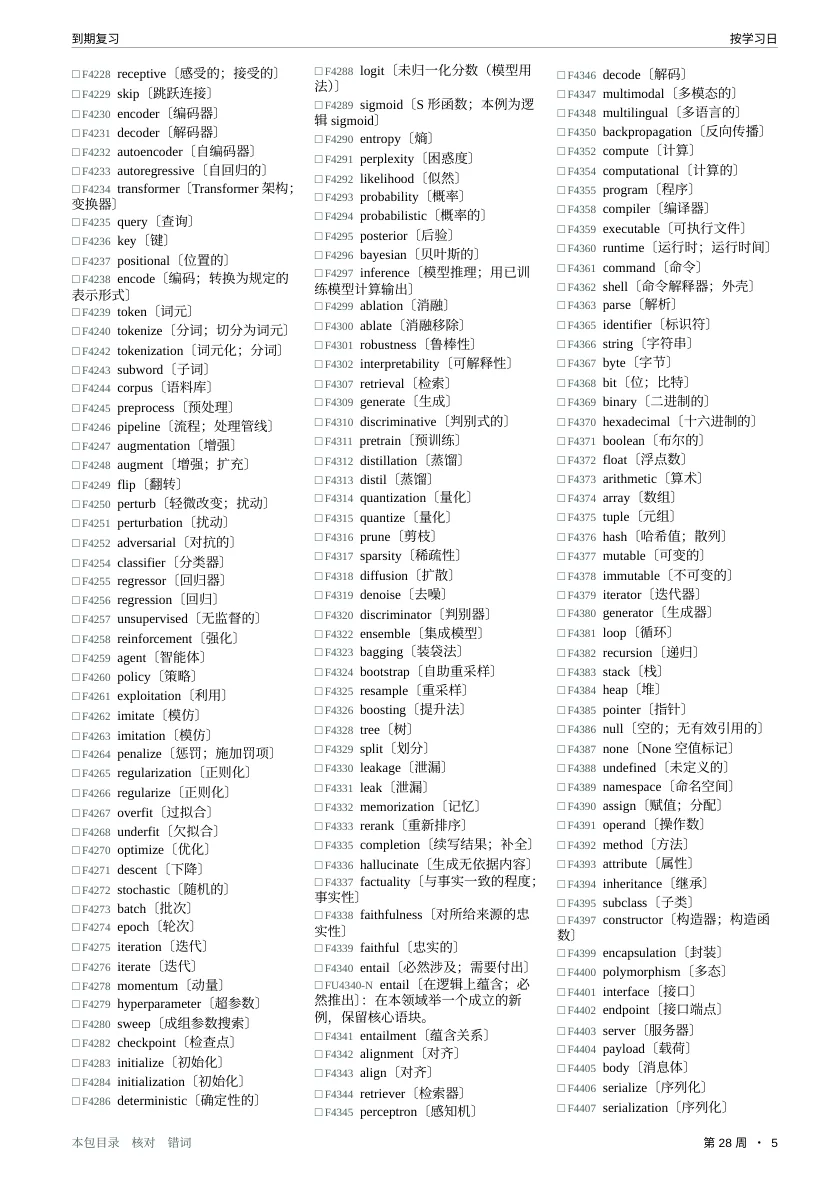 到期复习
按学习日
□F4228 receptive〔感受的；接受的〕
□F4229 skip〔跳跃连接〕
□F4230 encoder〔编码器〕
□F4231 decoder〔解码器〕
□F4232 autoencoder〔自编码器〕
□F4233 autoregressive〔自回归的〕
□F4234 transformer〔Transformer 架构；
变换器〕
□F4235 query〔查询〕
□F4236 key〔键〕
□F4237 positional〔位置的〕
□F4238 encode〔编码；转换为规定的
表示形式〕
□F4239 token〔词元〕
□F4240 tokenize〔分词；切分为词元〕
□F4242 tokenization〔词元化；分词〕
□F4243 subword〔子词〕
□F4244 corpus〔语料库〕
□F4245 preprocess〔预处理〕
□F4246 pipeline〔流程；处理管线〕
□F4247 augmentation〔增强〕
□F4248 augment〔增强；扩充〕
□F4249 flip〔翻转〕
□F4250 perturb〔轻微改变；扰动〕
□F4251 perturbation〔扰动〕
□F4252 adversarial〔对抗的〕
□F4254 classifier〔分类器〕
□F4255 regressor〔回归器〕
□F4256 regression〔回归〕
□F4257 unsupervised〔无监督的〕
□F4258 reinforcement〔强化〕
□F4259 agent〔智能体〕
□F4260 policy〔策略〕
□F4261 exploitation〔利用〕
□F4262 imitate〔模仿〕
□F4263 imitation〔模仿〕
□F4264 penalize〔惩罚；施加罚项〕
□F4265 regularization〔正则化〕
□F4266 regularize〔正则化〕
□F4267 overfit〔过拟合〕
□F4268 underfit〔欠拟合〕
□F4270 optimize〔优化〕
□F4271 descent〔下降〕
□F4272 stochastic〔随机的〕
□F4273 batch〔批次〕
□F4274 epoch〔轮次〕
□F4275 iteration〔迭代〕
□F4276 iterate〔迭代〕
□F4278 momentum〔动量〕
□F4279 hyperparameter〔超参数〕
□F4280 sweep〔成组参数搜索〕
□F4282 checkpoint〔检查点〕
□F4283 initialize〔初始化〕
□F4284 initialization〔初始化〕
□F4286 deterministic〔确定性的〕
□F4288 logit〔未归一化分数（模型用
法）〕
□F4289 sigmoid〔S 形函数；本例为逻
辑 sigmoid〕
□F4290 entropy〔熵〕
□F4291 perplexity〔困惑度〕
□F4292 likelihood〔似然〕
□F4293 probability〔概率〕
□F4294 probabilistic〔概率的〕
□F4295 posterior〔后验〕
□F4296 bayesian〔贝叶斯的〕
□F4297 inference〔模型推理；用已训
练模型计算输出〕
□F4299 ablation〔消融〕
□F4300 ablate〔消融移除〕
□F4301 robustness〔鲁棒性〕
□F4302 interpretability〔可解释性〕
□F4307 retrieval〔检索〕
□F4309 generate〔生成〕
□F4310 discriminative〔判别式的〕
□F4311 pretrain〔预训练〕
□F4312 distillation〔蒸馏〕
□F4313 distil〔蒸馏〕
□F4314 quantization〔量化〕
□F4315 quantize〔量化〕
□F4316 prune〔剪枝〕
□F4317 sparsity〔稀疏性〕
□F4318 diffusion〔扩散〕
□F4319 denoise〔去噪〕
□F4320 discriminator〔判别器〕
□F4322 ensemble〔集成模型〕
□F4323 bagging〔装袋法〕
□F4324 bootstrap〔自助重采样〕
□F4325 resample〔重采样〕
□F4326 boosting〔提升法〕
□F4328 tree〔树〕
□F4329 split〔划分〕
□F4330 leakage〔泄漏〕
□F4331 leak〔泄漏〕
□F4332 memorization〔记忆〕
□F4333 rerank〔重新排序〕
□F4335 completion〔续写结果；补全〕
□F4336 hallucinate〔生成无依据内容〕
□F4337 factuality〔与事实一致的程度；
事实性〕
□F4338 faithfulness〔对所给来源的忠
实性〕
□F4339 faithful〔忠实的〕
□F4340 entail〔必然涉及；需要付出〕
□FU4340-N entail〔在逻辑上蕴含；必
然推出〕：在本领域举一个成立的新
例，保留核心语块。
□F4341 entailment〔蕴含关系〕
□F4342 alignment〔对齐〕
□F4343 align〔对齐〕
□F4344 retriever〔检索器〕
□F4345 perceptron〔感知机〕
□F4346 decode〔解码〕
□F4347 multimodal〔多模态的〕
□F4348 multilingual〔多语言的〕
□F4350 backpropagation〔反向传播〕
□F4352 compute〔计算〕
□F4354 computational〔计算的〕
□F4355 program〔程序〕
□F4358 compiler〔编译器〕
□F4359 executable〔可执行文件〕
□F4360 runtime〔运行时；运行时间〕
□F4361 command〔命令〕
□F4362 shell〔命令解释器；外壳〕
□F4363 parse〔解析〕
□F4365 identifier〔标识符〕
□F4366 string〔字符串〕
□F4367 byte〔字节〕
□F4368 bit〔位；比特〕
□F4369 binary〔二进制的〕
□F4370 hexadecimal〔十六进制的〕
□F4371 boolean〔布尔的〕
□F4372 float〔浮点数〕
□F4373 arithmetic〔算术〕
□F4374 array〔数组〕
□F4375 tuple〔元组〕
□F4376 hash〔哈希值；散列〕
□F4377 mutable〔可变的〕
□F4378 immutable〔不可变的〕
□F4379 iterator〔迭代器〕
□F4380 generator〔生成器〕
□F4381 loop〔循环〕
□F4382 recursion〔递归〕
□F4383 stack〔栈〕
□F4384 heap〔堆〕
□F4385 pointer〔指针〕
□F4386 null〔空的；无有效引用的〕
□F4387 none〔None 空值标记〕
□F4388 undefined〔未定义的〕
□F4389 namespace〔命名空间〕
□F4390 assign〔赋值；分配〕
□F4391 operand〔操作数〕
□F4392 method〔方法〕
□F4393 attribute〔属性〕
□F4394 inheritance〔继承〕
□F4395 subclass〔子类〕
□F4397 constructor〔构造器；构造函
数〕
□F4399 encapsulation〔封装〕
□F4400 polymorphism〔多态〕
□F4401 interface〔接口〕
□F4402 endpoint〔接口端点〕
□F4403 server〔服务器〕
□F4404 payload〔载荷〕
□F4405 body〔消息体〕
□F4406 serialize〔序列化〕
□F4407 serialization〔序列化〕
本包目录 核对 错词
第 28 周 · 5